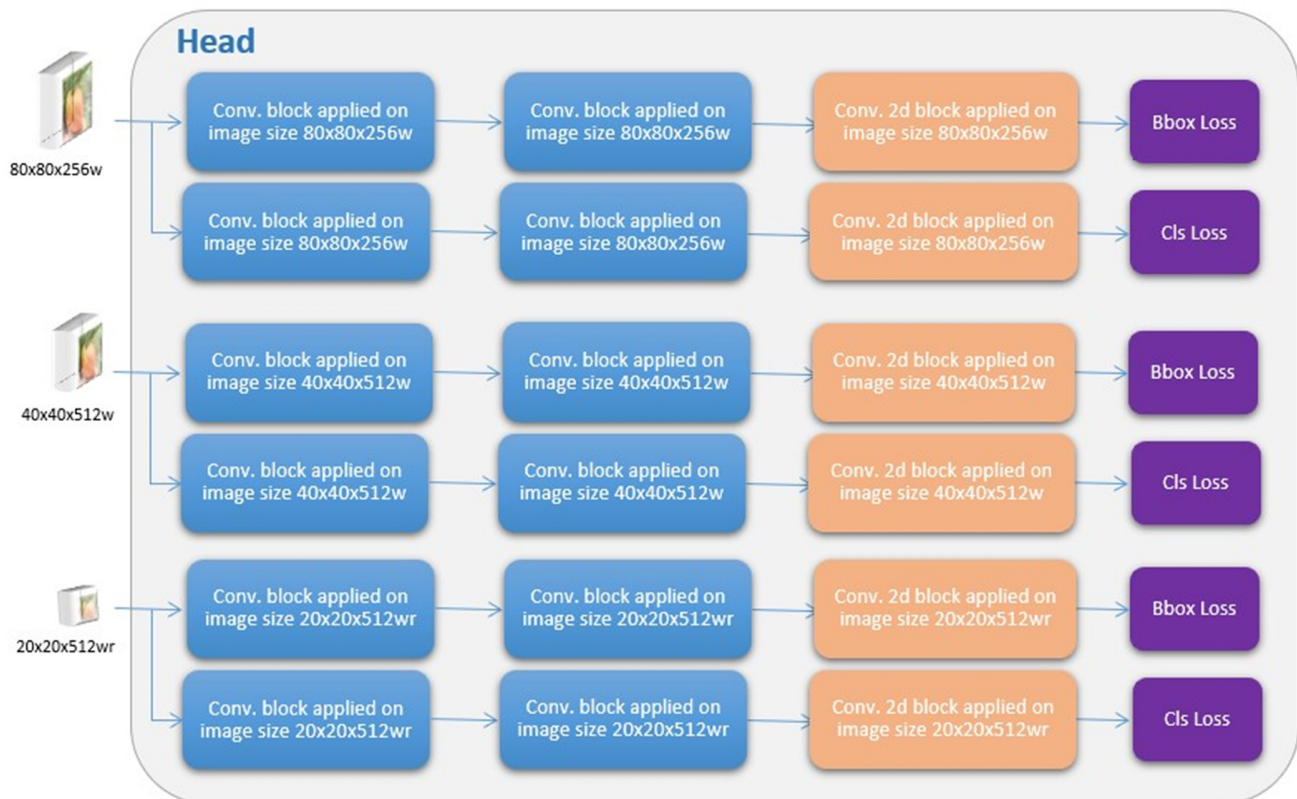 Head
80x80x256w
Conv. block applied on
image size 80x80x256w
Conv. block applied on
image size 80x80x256w
Conv. 2d block applied on
image size 80x80x256w
Bbox Loss
Conv. block applied on
image size 80x80x256w
Conv. block applied on
image size 80x80x256w
Conv. 2d block applied on
image size 80x80x256w
Cls Loss
40x40x512w
Conv. block applied on
image size 40x40x512w
Conv. block applied on
image size 40x40x512w
Conv. 2d block applied on
image size 40x40x512w
Bbox Loss
Conv. block applied on
image size 40x40x512w
Conv. block applied on
image size 40x40x512w
Conv. 2d block applied on
image size 40x40x512w
Cls Loss
20x20x512wr
Conv. block applied on
image size 20x20x512wr
Conv. block applied on
image size 20x20x512wr
Conv. 2d block applied on
image size 20x20x512wr
Bbox Loss
Conv. block applied on
image size 20x20x512wr
Conv. block applied on
image size 20x20x512wr
Conv. 2d block applied on
image size 20x20x512wr
Cls Loss